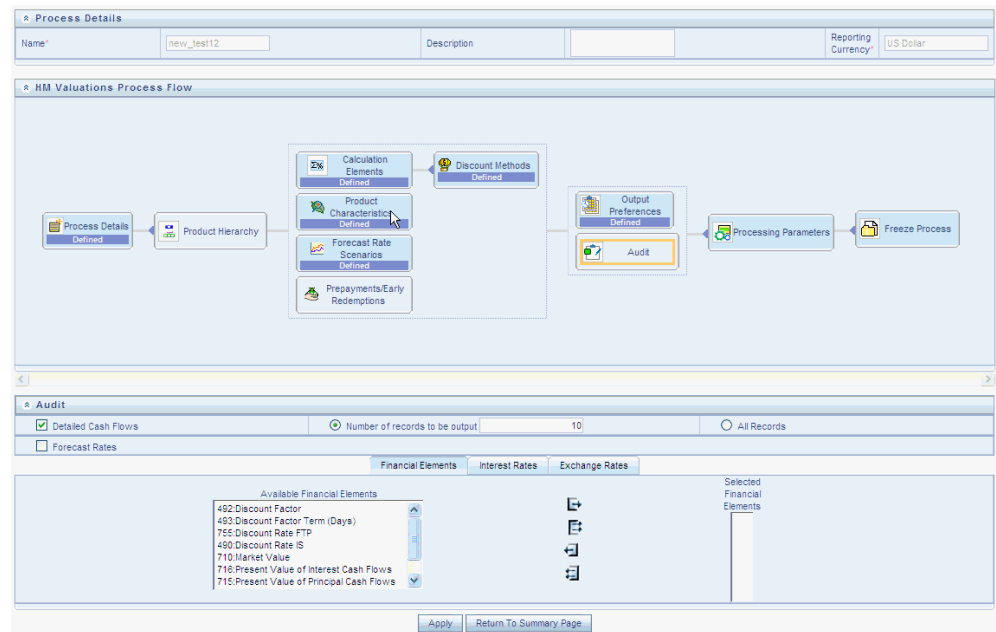 Process Details
Name*
new_test12
Description
Reporting
Currency*
US Dollar
HM Valuations Process Flow
Calculation
Elements
Defined
Discount Methods
Defined
Product
Characteristics
Defined
Forecast Rate
Scenarios
Defined
Prepayments/Early
Redemptions
Process Details
Defined
Product Hierarchy
Output
Preferences
Defined
Audit
Processing Parameters
Freeze Process
Audit
Detailed Cash Flows
Number of records to be output
10
All Records
Forecast Rates
Financial Elements
Interest Rates
Exchange Rates
Available Financial Elements
492:Discount Factor
493:Discount Factor Term (Days)
755:Discount Rate FTP
490:Discount Rate IS
710:Market Value
716:Present Value of Interest Cash Flows
715:Present Value of Principal Cash Flows
Selected
Financial
Elements
Apply
Return To Summary Page